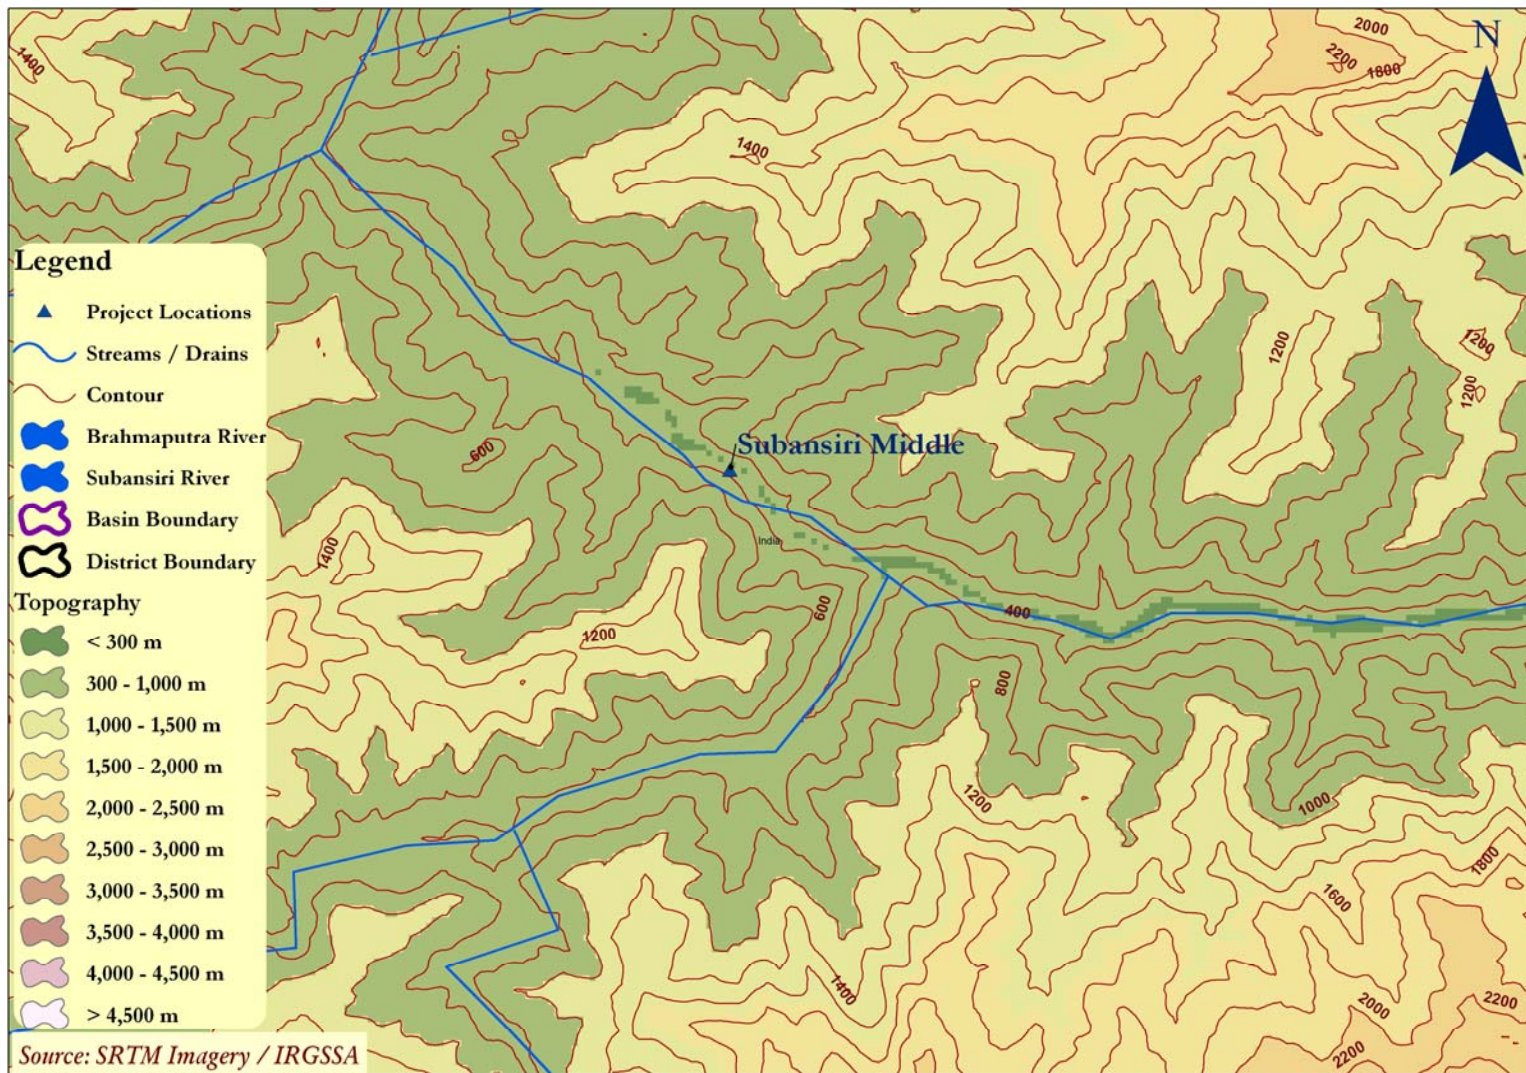 1400
2000
2200
1800
N
1400
Legend
Project Locations
Streams / Drains
Contour
Brahmaputra River
Subansiri River
Basin Boundary
District Boundary
Topography
< 300 m
300 - 1,000 m
1,000 - 1,500 m
1,500 - 2,000 m
2,000 - 2,500 m
2,500 - 3,000 m
3,000 - 3,500 m
3,500 - 4,000 m
4,000 - 4,500 m
> 4,500 m
Source: SRTM Imagery / IRGSSA
1200
1200
1200
600
Subansiri Middle
India
1400
600
400
1200
800
1200
1000
1800
1600
1400
2000
2200
2200